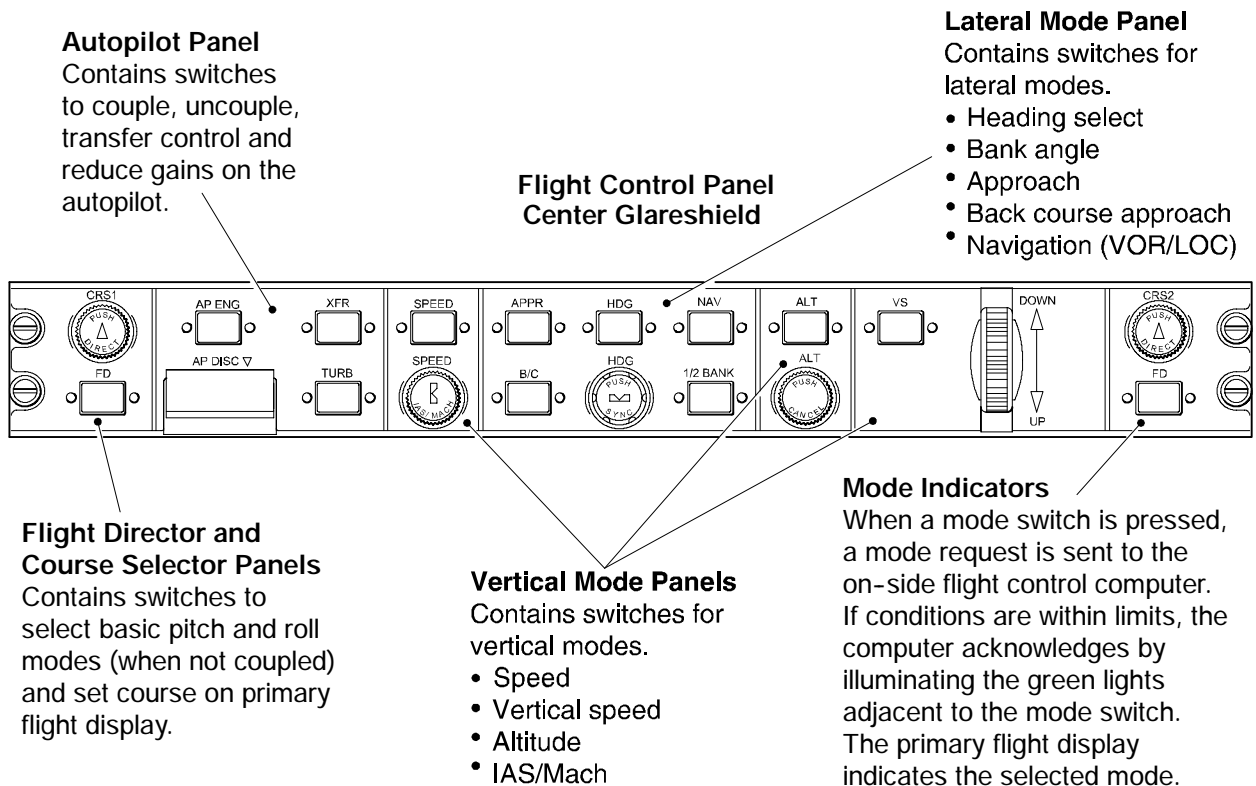 Autopilot Panel
Contains switches
to couple, uncouple,
transfer control and
reduce gains on the
autopilot.
Flight Control Panel
Center Glareshield
Lateral Mode Panel
Contains switches for
lateral modes.
• Heading select
• Bank angle
• Approach
• Back course approach
• Navigation (VOR/LOC)
CRS1
PUSH
DIRECT
FD
AP ENG
XFR
AP DISC ▽
TURB
SPEED
SPEED
IAS/MACH
APPR
HDG
NAV
B/C
HDG
PUSH
SYNC
1/2 BANK
ALT
ALT
PUSH
CANCEL
VS
DOWN
UP
CRS2
PUSH
DIRECT
FD
Flight Director and
Course Selector Panels
Contains switches to
select basic pitch and roll
modes (when not coupled)
and set course on primary
flight display.
Vertical Mode Panels
Contains switches for
vertical modes.
• Speed
• Vertical speed
• Altitude
• IAS/Mach
Mode Indicators
When a mode switch is pressed,
a mode request is sent to the
on-side flight control computer.
If conditions are within limits, the
computer acknowledges by
illuminating the green lights
adjacent to the mode switch.
The primary flight display
indicates the selected mode.